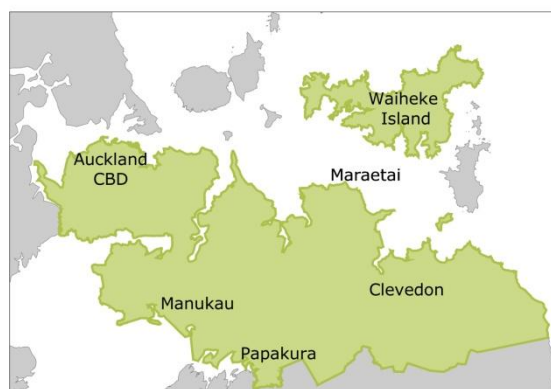 Waiheke
Island
Auckland
CBD
Maraetai
Clevedon
Manukau
Papakura